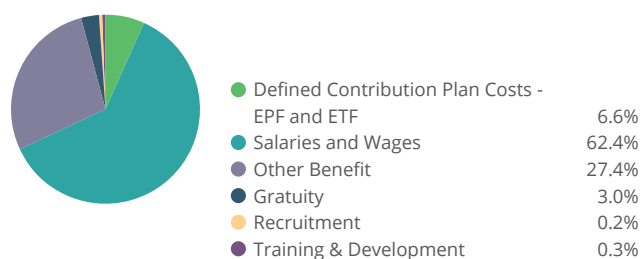 Defined Contribution Plan Costs -
EPF and ETF 6.6%
Salaries and Wages 62.4%
Other Benefit 27.4%
Gratuity 3.0%
Recruitment 0.2%
Training & Development 0.3%